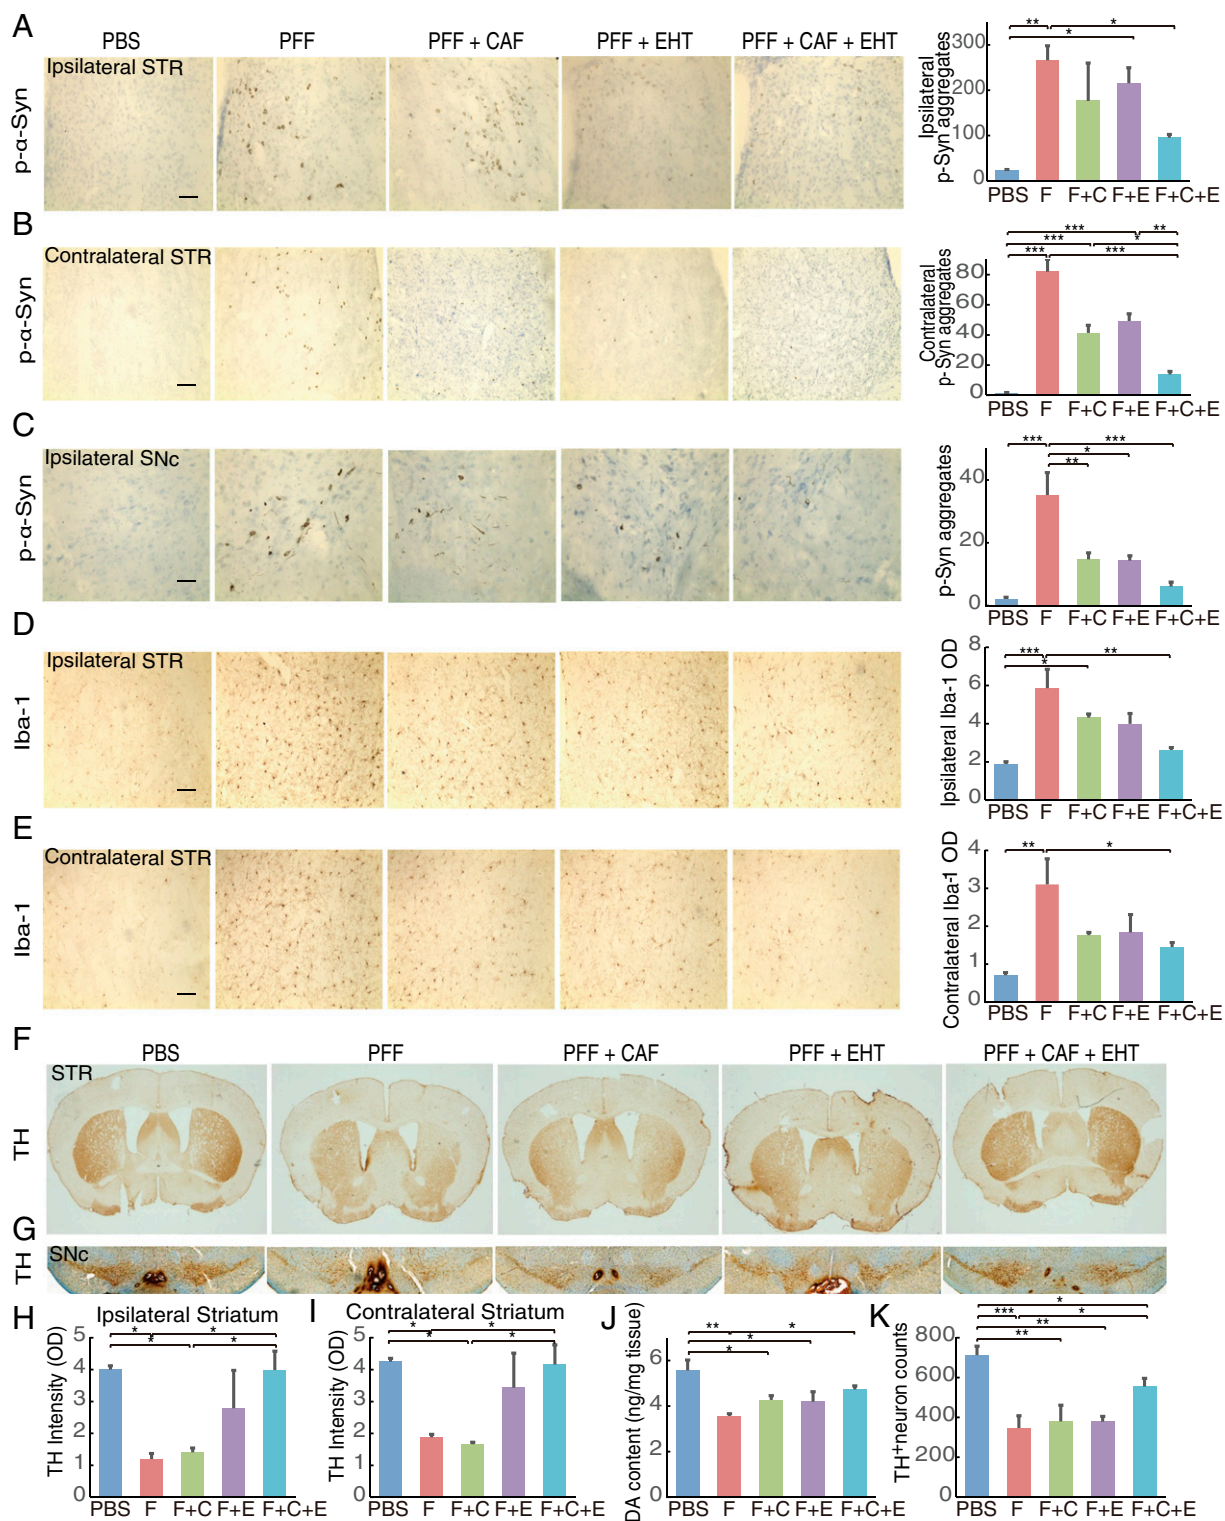 A
PBS PFF PFF + CAF PFF + EHT PFF + CAF + EHT
Ipsilateral STR
p-α-Syn
Ipsilateral
p-Syn aggregates
300
200
100
0
** *
*
PBS F F+C F+E F+C+E
B
Contralateral STR
p-α-Syn
Contralateral
p-Syn aggregates
80
60
40
20
0
*** **
*** *
*** ***
PBS F F+C F+E F+C+E
C
Ipsilateral SNc
p-α-Syn
p-Syn aggregates
40
20
0
*** ***
*
**
PBS F F+C F+E F+C+E
D
Ipsilateral STR
Iba-1
Ipsilateral Iba-1 OD
8
6
4
2
0
*** **
*
PBS F F+C F+E F+C+E
E
Contralateral STR
Iba-1
Contralateral Iba-1 OD
4
3
2
1
0
** *
PBS F F+C F+E F+C+E
F
PBS PFF PFF + CAF PFF + EHT PFF + CAF + EHT
STR
TH
G
SNc
TH
H Ipsilateral Striatum
TH Intensity (OD)
5
4
3
2
1
0
* *
* *
PBS F F+C F+E F+C+E
I Contralateral Striatum
TH Intensity (OD)
5
4
3
2
1
0
* *
* *
PBS F F+C F+E F+C+E
J
DA content (ng/mg tissue)
6
4
2
0
** *
*
*
PBS F F+C F+E F+C+E
K
TH+neuron counts
800
600
400
200
0
*
*** *
**
**
PBS F F+C F+E F+C+E